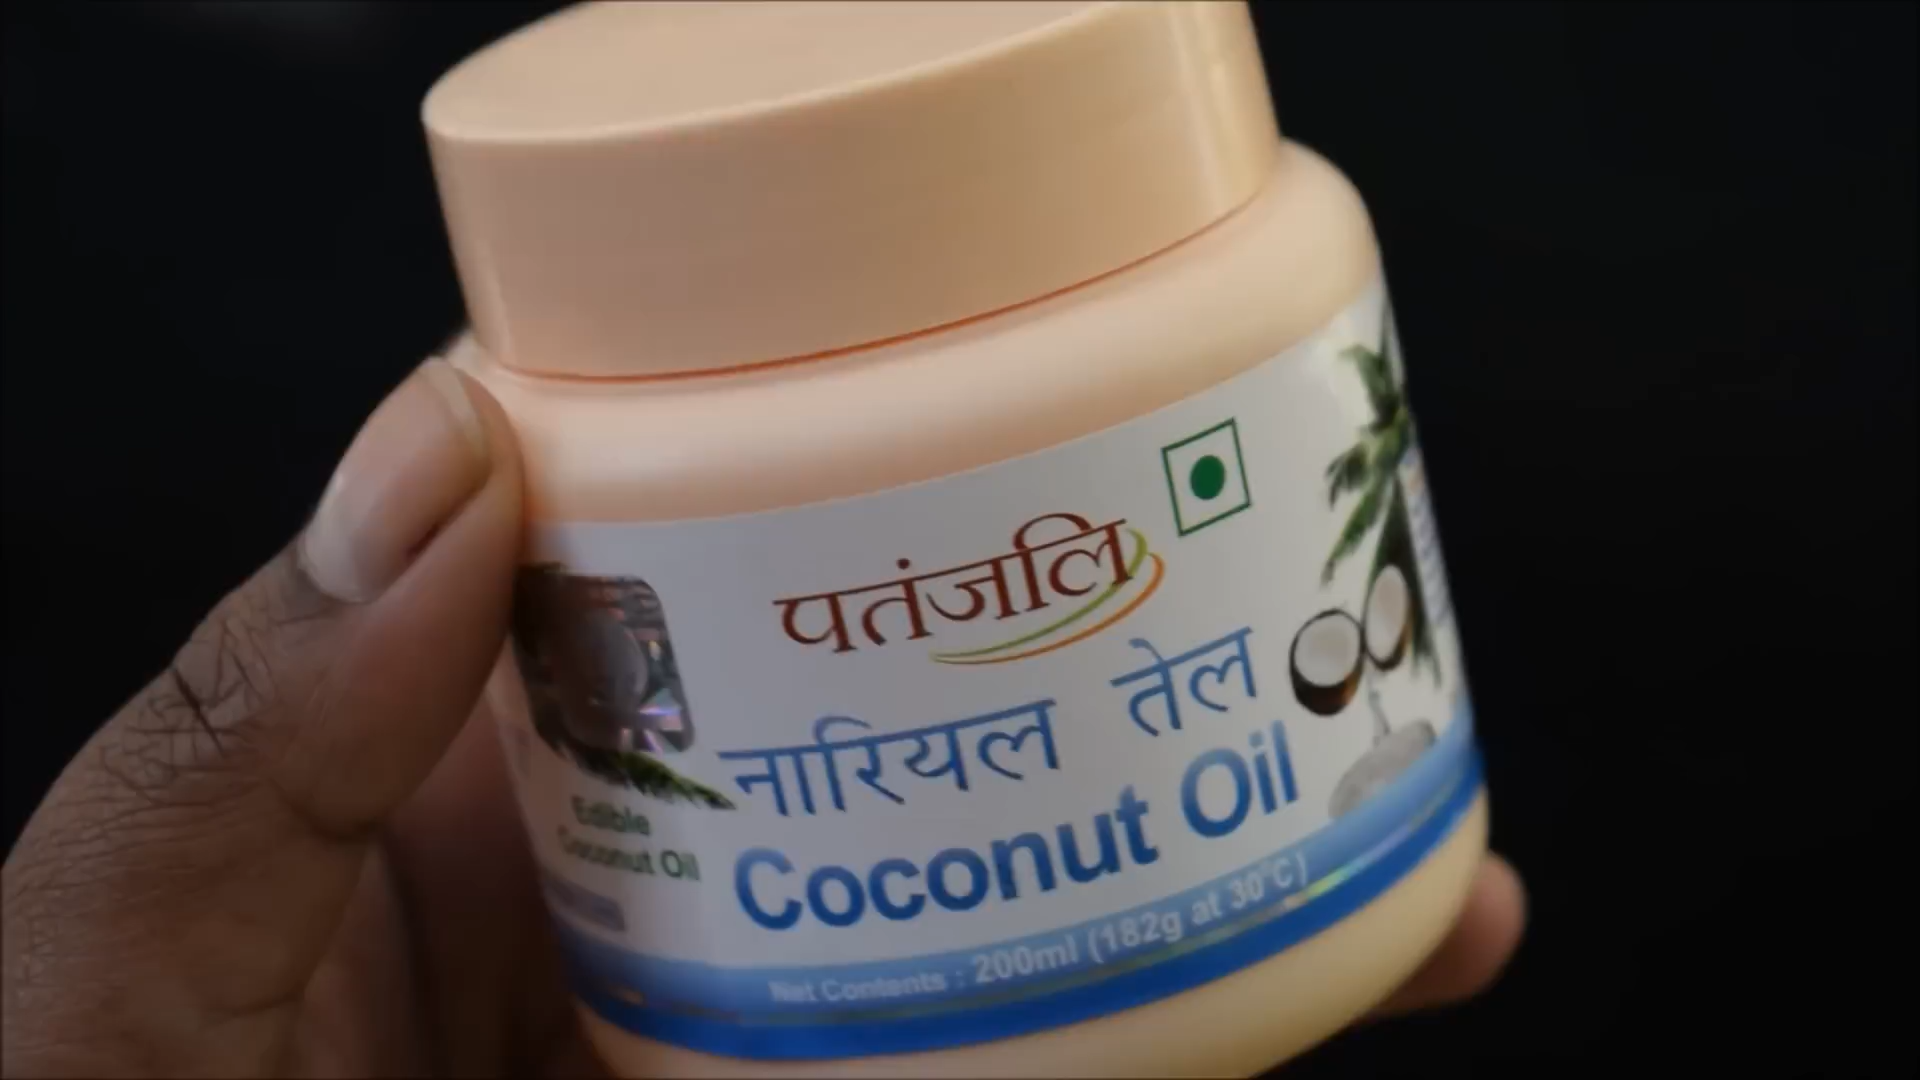 पतंजलि
नारियल तेल
Coconut Oil
Edible
Coconut Oil
Net Contents : 200ml (182g at 30°C)